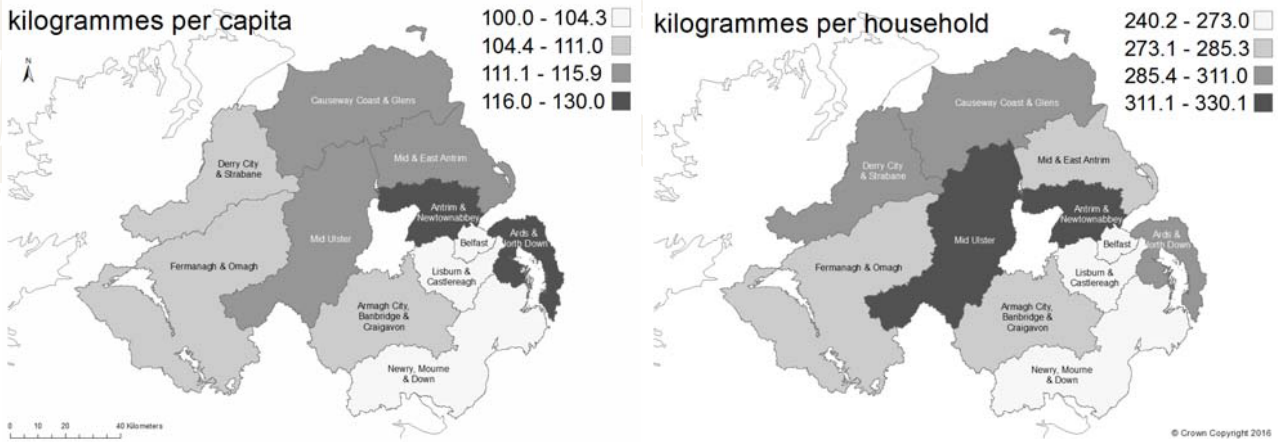 kilogrammes per capita
100.0 - 104.3
104.4 - 111.0
111.1 - 115.9
116.0 - 130.0
N
Causeway Coast & Glens
Derry City
& Strabane
Mid & East Antrim
Antrim &
Newtownabbey
Ards &
North Down
Belfast
Mid Ulster
Lisburn &
Castlereagh
Fermanagh & Omagh
Armagh City,
Banbridge &
Craigavon
Newry, Mourne
& Down
0 10 20 40 Kilometers
kilogrammes per household
240.2 - 273.0
273.1 - 285.3
285.4 - 311.0
311.1 - 330.1
Causeway Coast & Glens
Derry City
& Strabane
Mid & East Antrim
Antrim &
Newtownabbey
Ards &
North Down
Belfast
Mid Ulster
Lisburn &
Castlereagh
Fermanagh & Omagh
Armagh City,
Banbridge &
Craigavon
Newry, Mourne
& Down
© Crown Copyright 2016